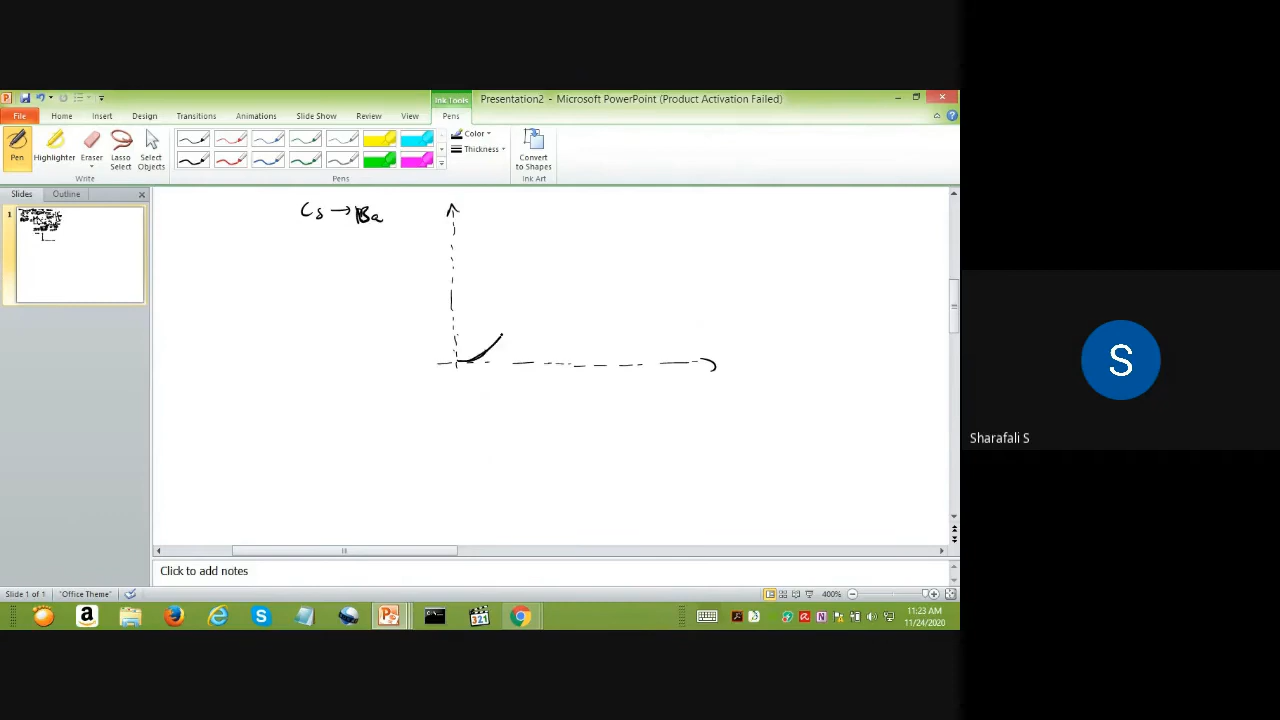 Ink Tools
Presentation2 - Microsoft PowerPoint (Product Activation Failed)
File Home Insert Design Transitions Animations Slide Show Review View Pens
Pen Highlighter Eraser Lasso Select Select Objects
Color
Thickness
Convert to Shapes
Write Pens Ink Art
Slides Outline
1
Cs → Ba
S
Sharafali S
Click to add notes
Slide 1 of 1 "Office Theme" 400%
11:23 AM
11/24/2020